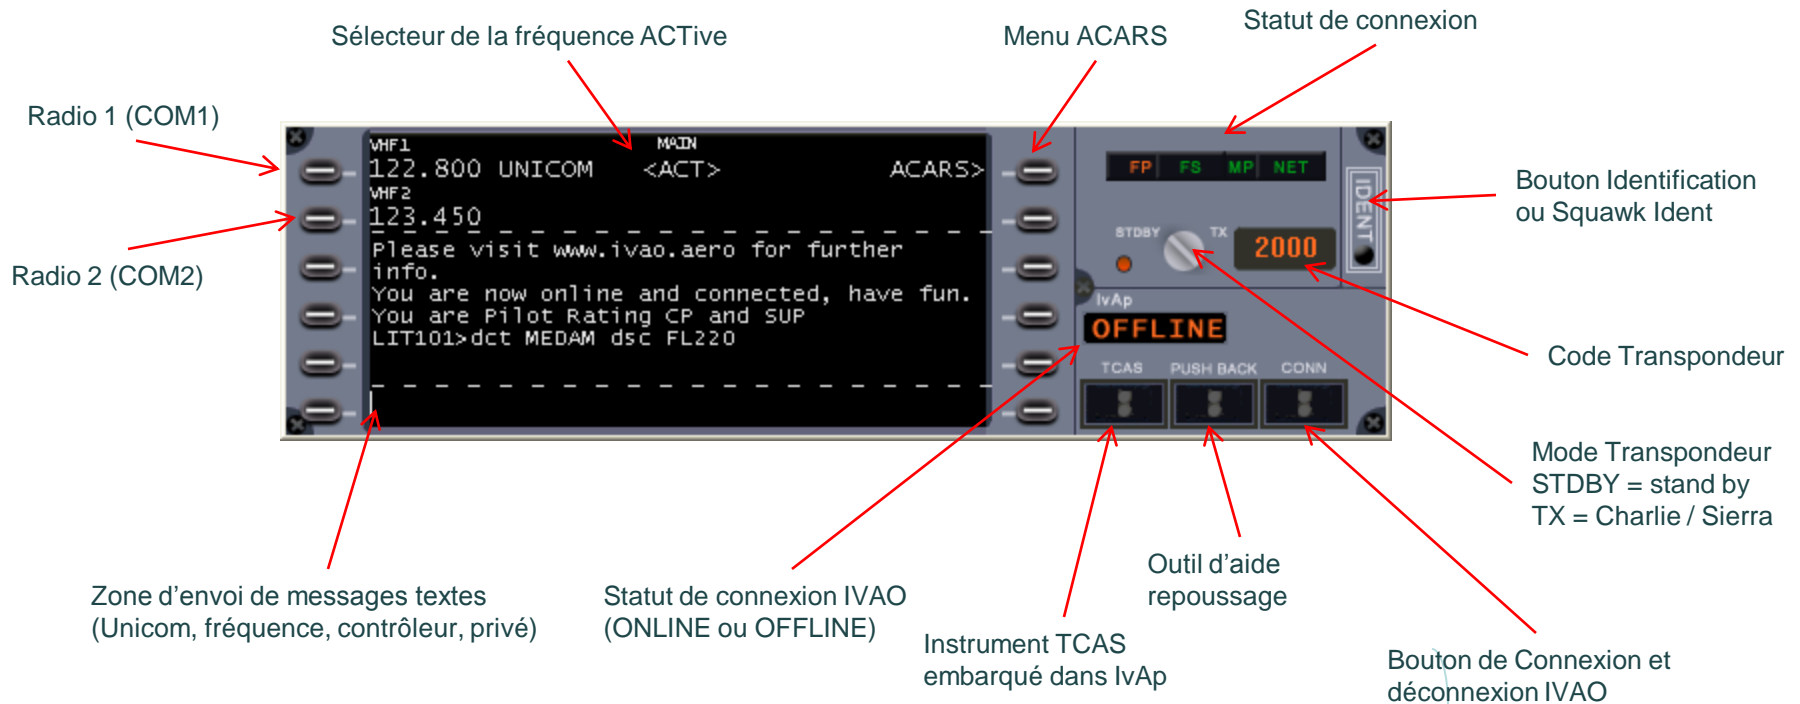 Sélecteur de la fréquence ACTive
Menu ACARS
Statut de connexion
Radio 1 (COM1)
Radio 2 (COM2)
VHF1 MAIN
122.800 UNICOM <ACT> ACARS>
VHF2
123.450
Please visit www.ivao.aero for further
info.
You are now online and connected, have fun.
You are Pilot Rating CP and SUP
LIT101>dct MEDAM dsc FL220
FP FS MP NET
IDENT
STDBY TX 2000
IvAp
OFFLINE
TCAS PUSH BACK CONN
Bouton Identification
ou Squawk Ident
Code Transpondeur
Mode Transpondeur
STDBY = stand by
TX = Charlie / Sierra
Zone d’envoi de messages textes
(Unicom, fréquence, contrôleur, privé)
Statut de connexion IVAO
(ONLINE ou OFFLINE)
Instrument TCAS
embarqué dans IvAp
Outil d’aide
repoussage
Bouton de Connexion et
déconnexion IVAO